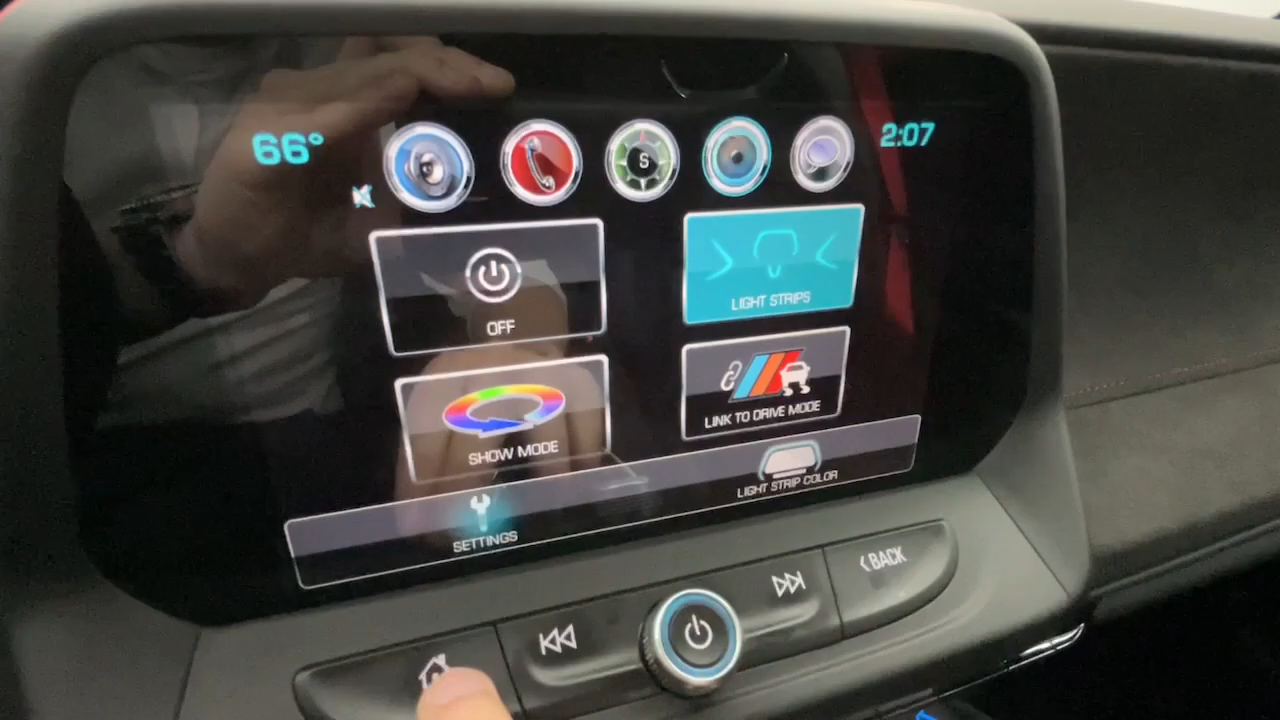 66°
S
2:07
OFF
LIGHT STRIPS
SHOW MODE
LINK TO DRIVE MODE
SETTINGS
LIGHT STRIP COLOR
BACK